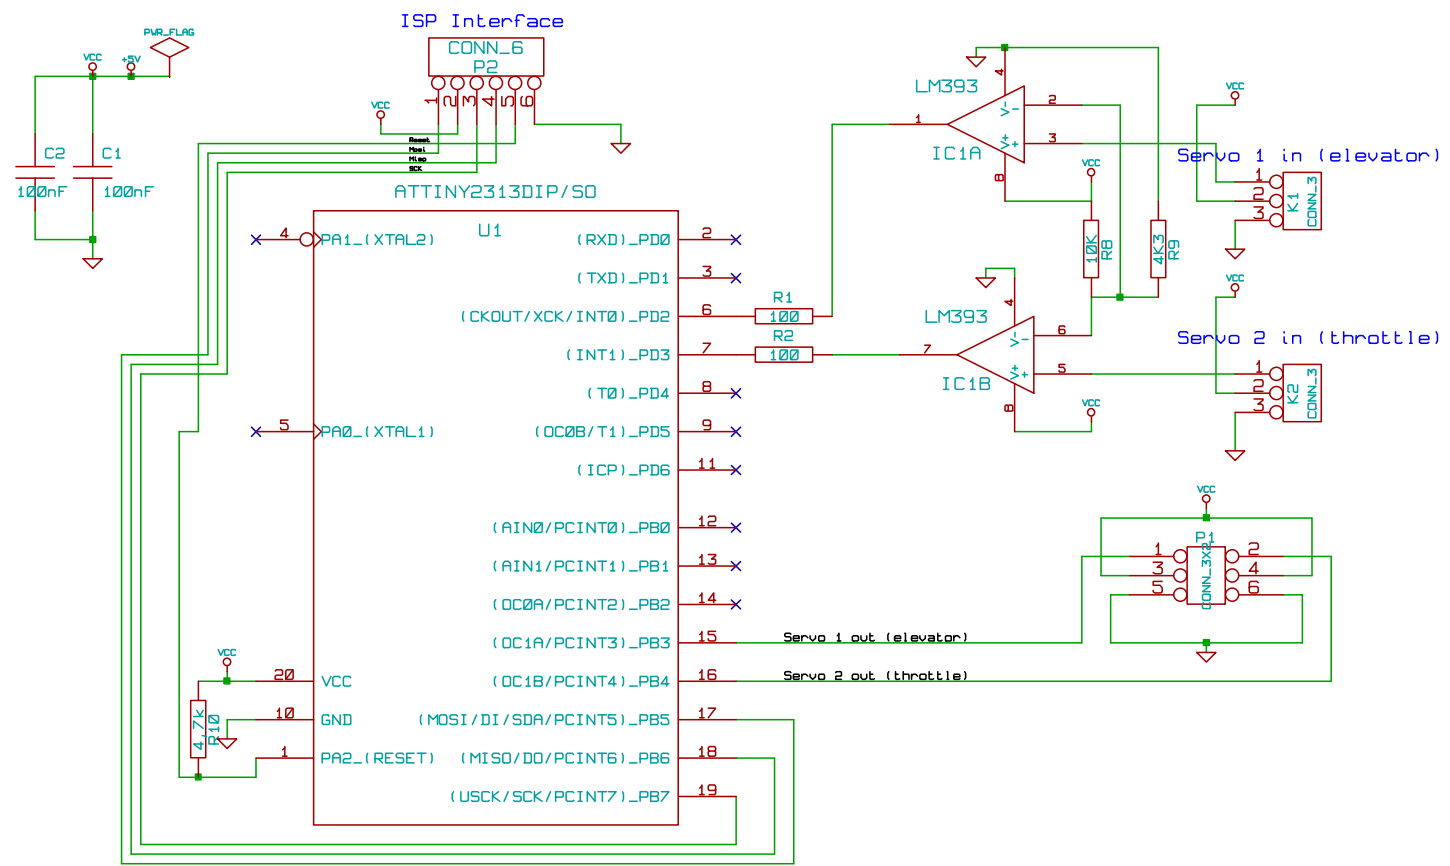 ISP Interface
PWR_FLAG
VCC
+5V
CONN_6
P2
1
2
3
4
5
6
VCC
Reset
Mosi
Miso
SCK
C2
C1
100nF
100nF
ATTINY2313DIP/SO
U1
4
PA1_(XTAL2)
5
PA0_(XTAL1)
VCC
20
VCC
10
GND
1
PA2_(RESET)
4,7k
R10
(RXD)_PD0
2
(TXD)_PD1
3
(CKOUT/XCK/INT0)_PD2
6
(INT1)_PD3
7
(T0)_PD4
8
(OC0B/T1)_PD5
9
(ICP)_PD6
11
(AIN0/PCINT0)_PB0
12
(AIN1/PCINT1)_PB1
13
(OC0A/PCINT2)_PB2
14
(OC1A/PCINT3)_PB3
15
(OC1B/PCINT4)_PB4
16
(MOSI/DI/SDA/PCINT5)_PB5
17
(MISO/DO/PCINT6)_PB6
18
(USCK/SCK/PCINT7)_PB7
19
R1
100
R2
100
LM393
4
V-
-
2
1
V+
+
3
IC1A
8
VCC
10K
R8
4K3
R9
LM393
4
V-
-
6
7
V+
+
5
IC1B
8
VCC
VCC
Servo 1 in (elevator)
1
2
3
K1
CONN_3
VCC
Servo 2 in (throttle)
1
2
3
K2
CONN_3
VCC
P1
CONN_3X2
1
2
3
4
5
6
Servo 1 out (elevator)
Servo 2 out (throttle)